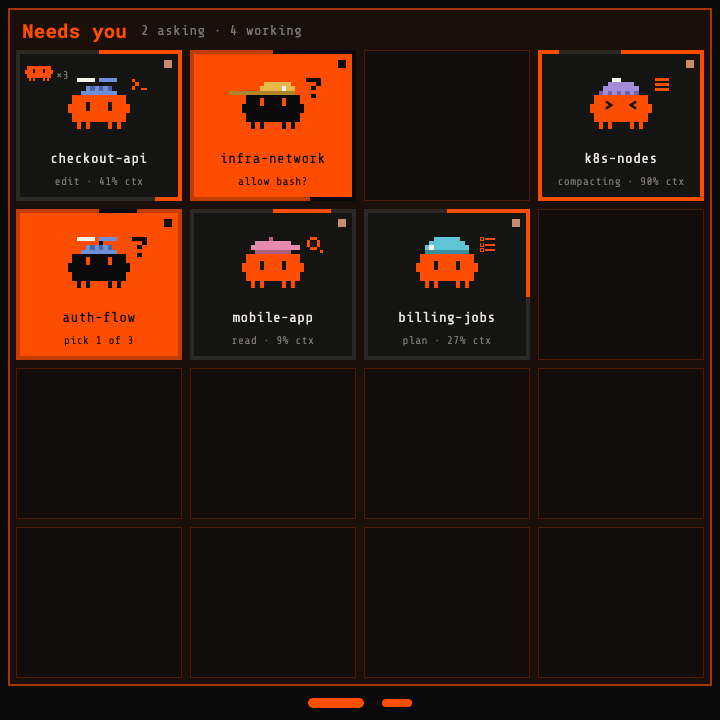 Needs you 2 asking · 4 working
×3
checkout-api
edit · 41% ctx
infra-network
allow bash?
k8s-nodes
compacting · 90% ctx
auth-flow
pick 1 of 3
mobile-app
read · 9% ctx
billing-jobs
plan · 27% ctx